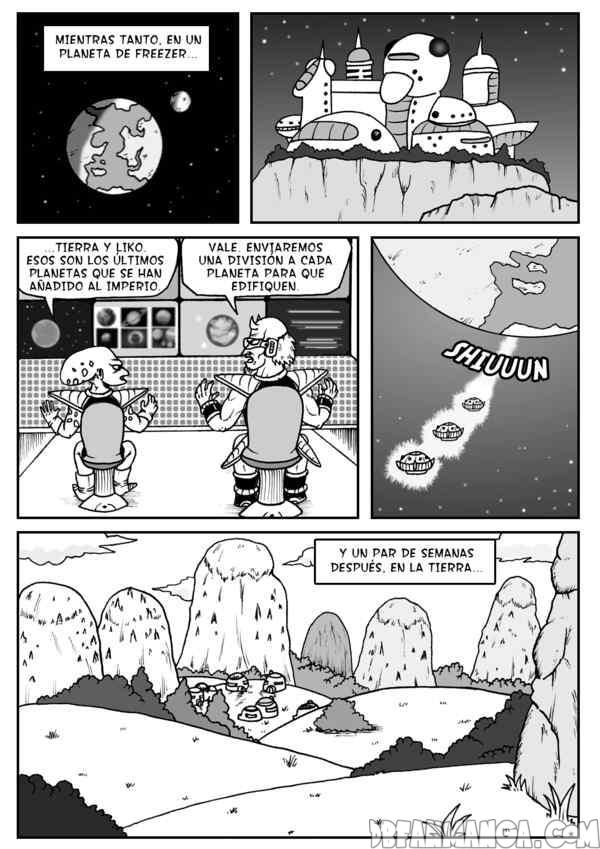 MIENTRAS TANTO, EN UN
PLANETA DE FREEZER...
...TIERRA Y LIKO.
ESOS SON LOS ÚLTIMOS
PLANETAS QUE SE HAN
AÑADIDO AL IMPERIO.
VALE. ENVIAREMOS
UNA DIVISIÓN A CADA
PLANETA PARA QUE
EDIFIQUEN.
SHIUUUN
Y UN PAR DE SEMANAS
DESPUÉS, EN LA TIERRA...
DBFANMANGA.COM